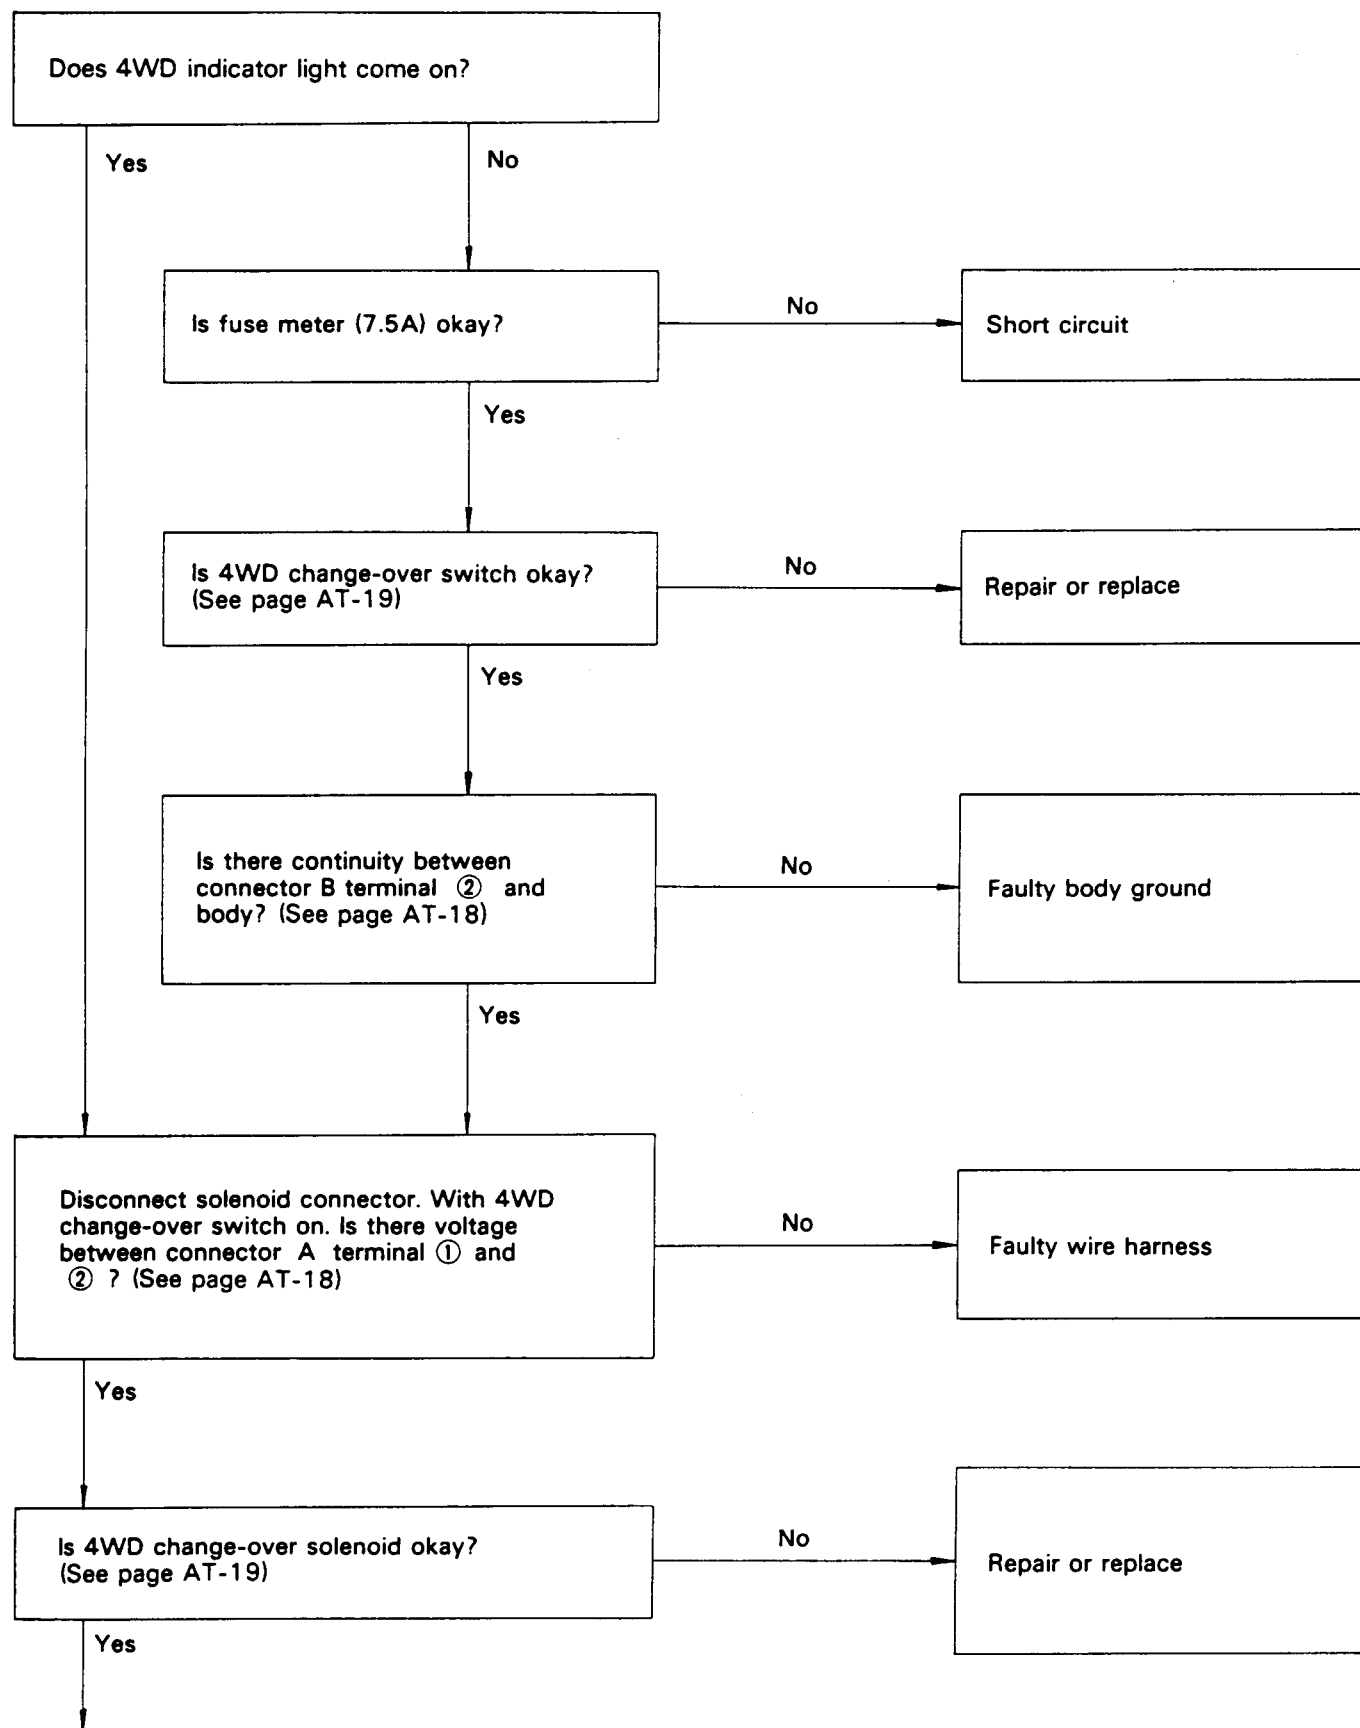 Does 4WD indicator light come on?
Yes
No
Is fuse meter (7.5A) okay?
No
Short circuit
Yes
Is 4WD change-over switch okay?
(See page AT-19)
No
Repair or replace
Yes
Is there continuity between
connector B terminal ② and
body? (See page AT-18)
No
Faulty body ground
Yes
Disconnect solenoid connector. With 4WD
change-over switch on. Is there voltage
between connector A terminal ① and
② ? (See page AT-18)
No
Faulty wire harness
Yes
Is 4WD change-over solenoid okay?
(See page AT-19)
No
Repair or replace
Yes